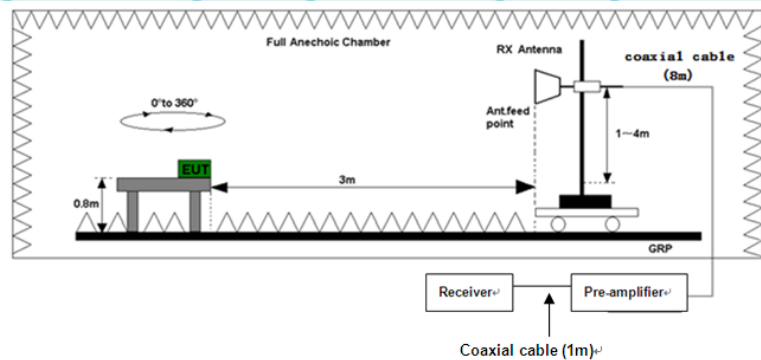 Full Anechoic Chamber
RX Antenna
coaxial cable
(8m)
0°to 360°
Ant.feed
point
1～4m
EUT
3m
0.8m
GRP
Receiver↵
Pre-amplifier↵
Coaxial cable (1m)↵